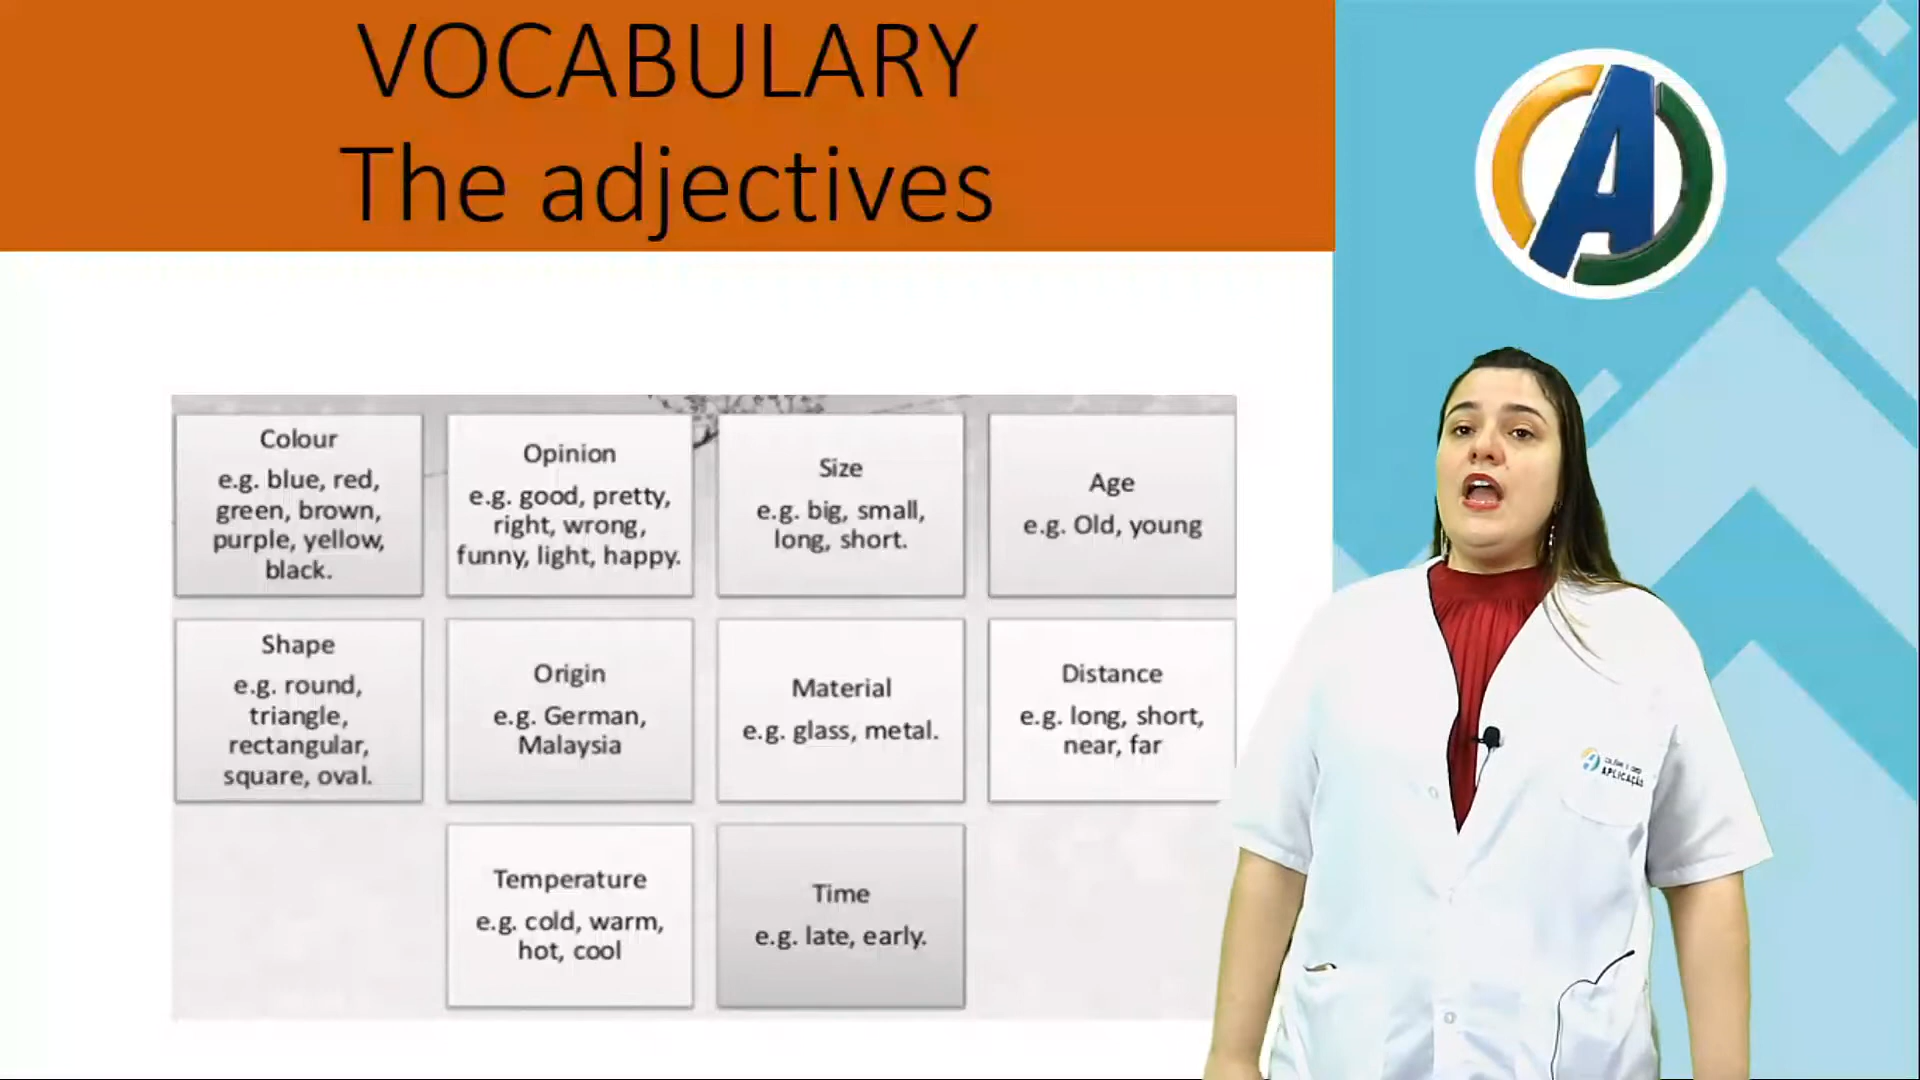 VOCABULARY
The adjectives
Colour
e.g. blue, red,
green, brown,
purple, yellow,
black.
Opinion
e.g. good, pretty,
right, wrong,
funny, light, happy.
Size
e.g. big, small,
long, short.
Age
e.g. Old, young
Shape
e.g. round,
triangle,
rectangular,
square, oval.
Origin
e.g. German,
Malaysia
Material
e.g. glass, metal.
Distance
e.g. long, short,
near, far
Temperature
e.g. cold, warm,
hot, cool
Time
e.g. late, early.
A
APLICAÇÃO